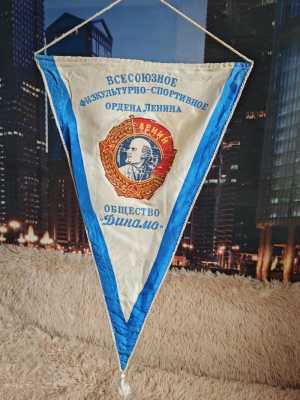 ВСЕСОЮЗНОЕ
ФИЗКУЛЬТУРНО-СПОРТИВНОЕ
ОРДЕНА ЛЕНИНА
ЛЕНИН
ОБЩЕСТВО
"Динамо"